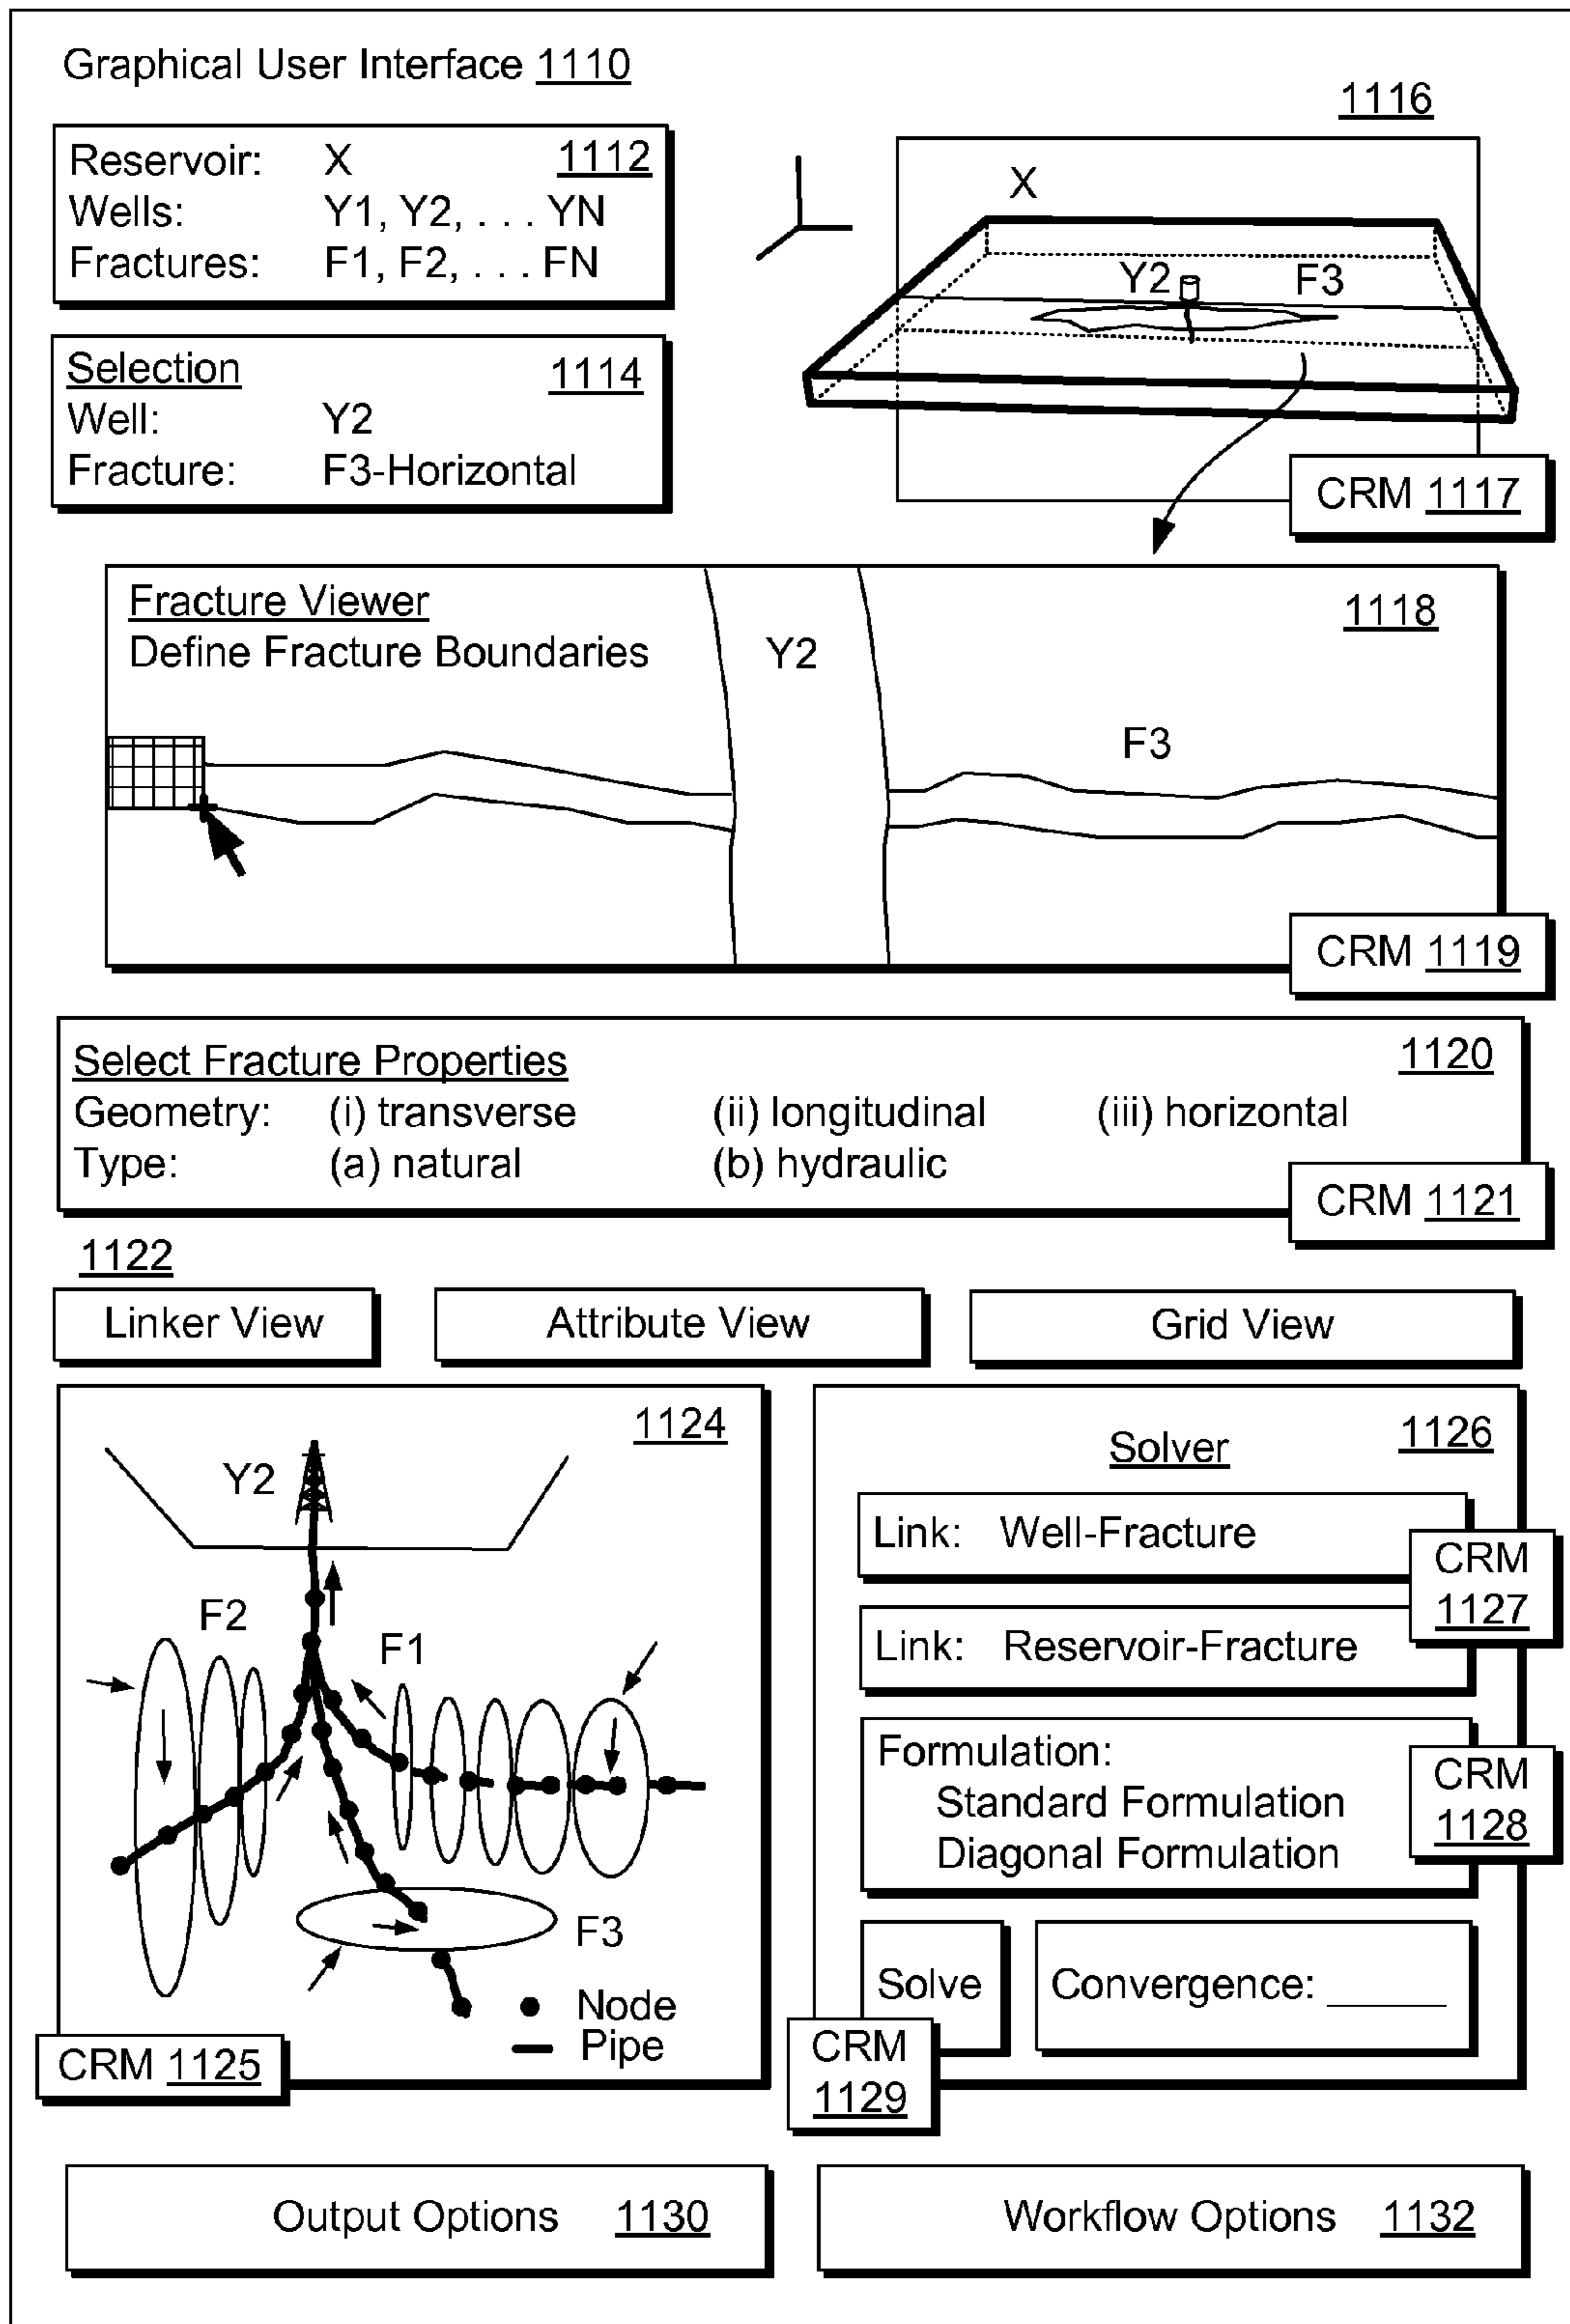 Graphical User Interface 1110
Reservoir: X 1112
Wells: Y1, Y2, . . . YN
Fractures: F1, F2, . . . FN
Selection 1114
Well: Y2
Fracture: F3-Horizontal
1116
X
Y2 F3
CRM 1117
Fracture Viewer 1118
Define Fracture Boundaries
Y2
F3
CRM 1119
Select Fracture Properties 1120
Geometry: (i) transverse (ii) longitudinal (iii) horizontal
Type: (a) natural (b) hydraulic
CRM 1121
1122
Linker View
Attribute View
Grid View
1124
Y2
F2
F1
F3
Node
Pipe
CRM 1125
1126
Solver
Link: Well-Fracture
CRM
1127
Link: Reservoir-Fracture
Formulation:
Standard Formulation
Diagonal Formulation
CRM
1128
Solve
Convergence: ______
CRM
1129
Output Options 1130
Workflow Options 1132